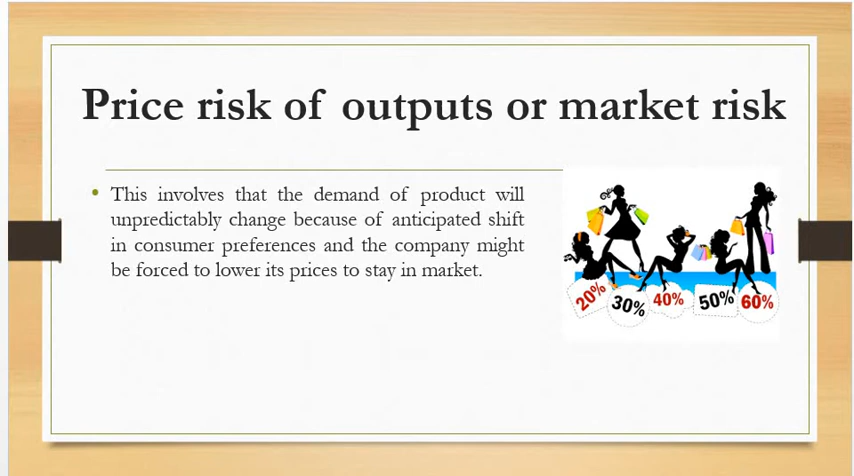 Price risk of outputs or market risk
• This involves that the demand of product will
unpredictably change because of anticipated shift
in consumer preferences and the company might
be forced to lower its prices to stay in market.
20% 30% 40% 50% 60%